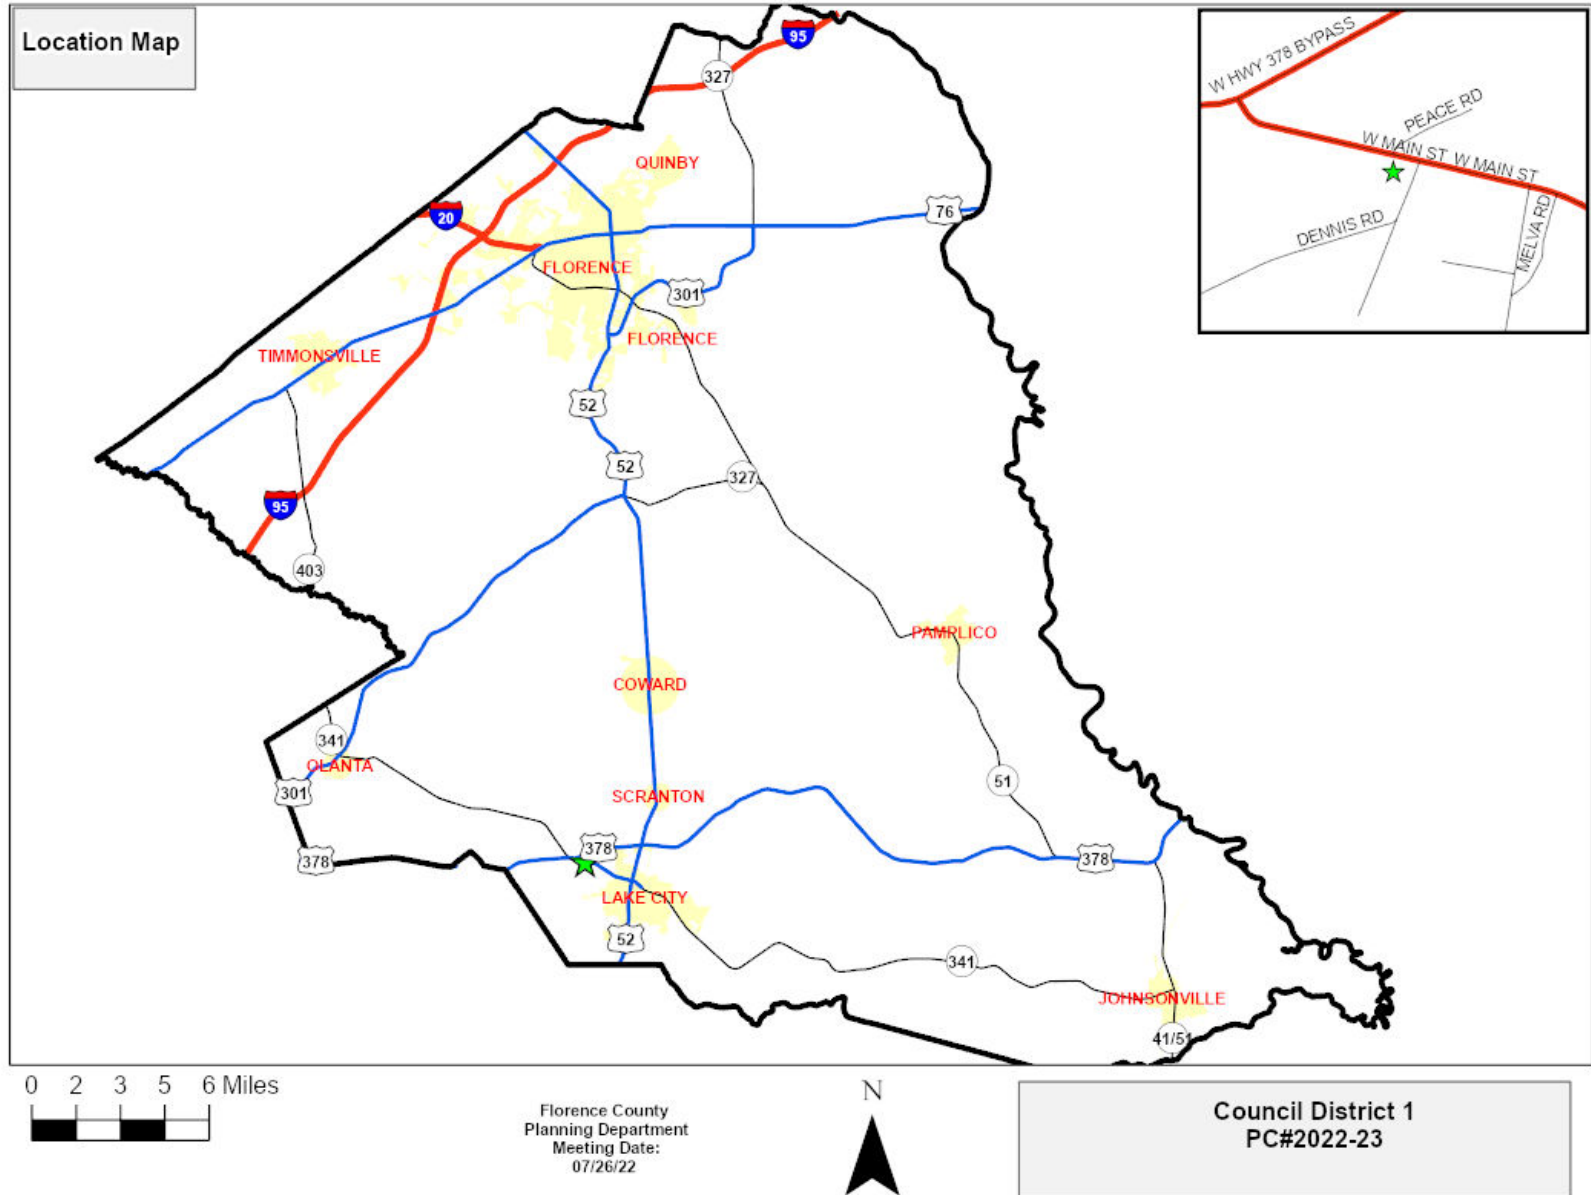 Location Map
95
327
W HWY 378 BYPASS
PEACE RD
W MAIN ST W MAIN ST
DENNIS RD
MELVA RD
QUINBY
20
76
FLORENCE
301
FLORENCE
TIMMONSVILLE
52
52
327
95
403
PAMPLICO
COWARD
341
OLANTA
301
51
SCRANTON
378
378
378
LAKE CITY
52
341
JOHNSONVILLE
41/51
0 2 3 5 6 Miles
Florence County
Planning Department
Meeting Date:
07/26/22
N
Council District 1
PC#2022-23